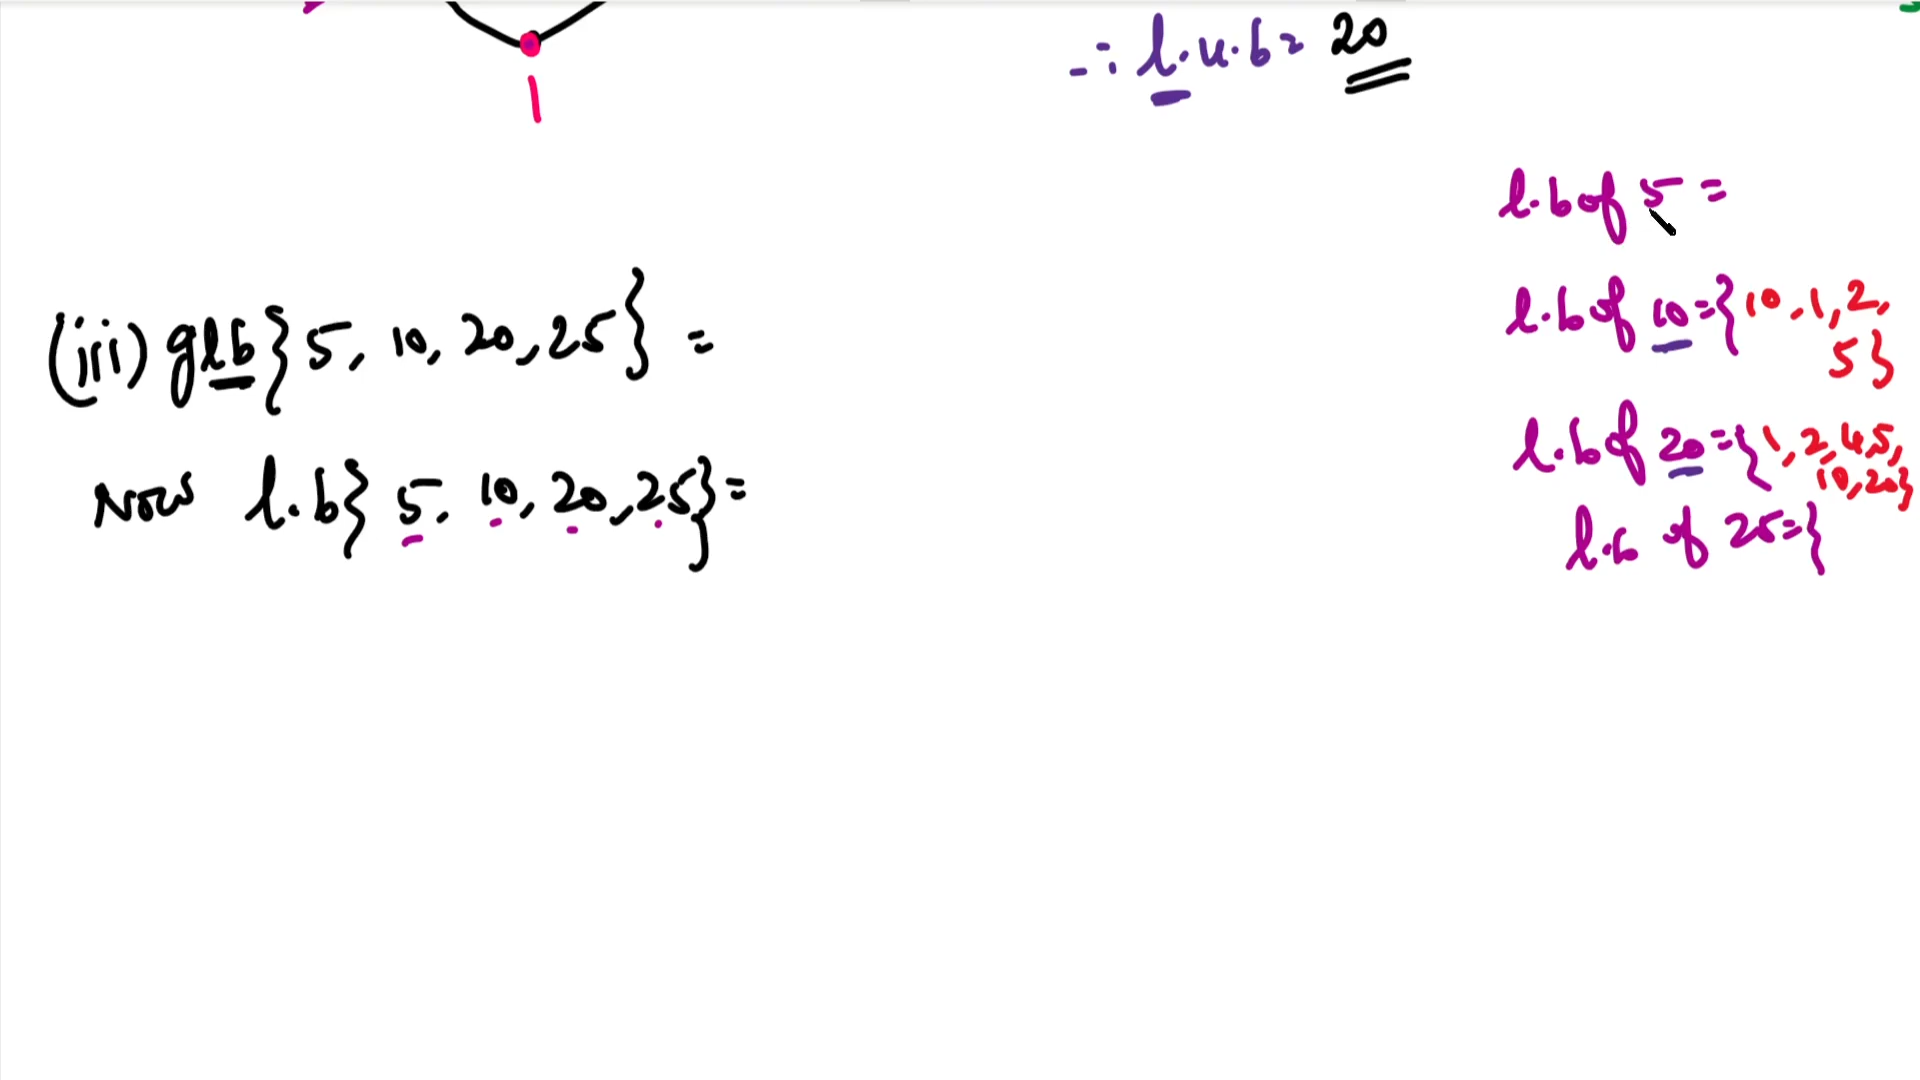 1
∴ l.u.b = 20
l.b of 5 =
l.b of 10 = {10, 1, 2,
5}
(iii) glb { 5, 10, 20, 25 } =
l.b of 20 = {1, 2, 4, 5,
10, 20}
Now l.b { 5, 10, 20, 25 } =
l.b of 25 = {